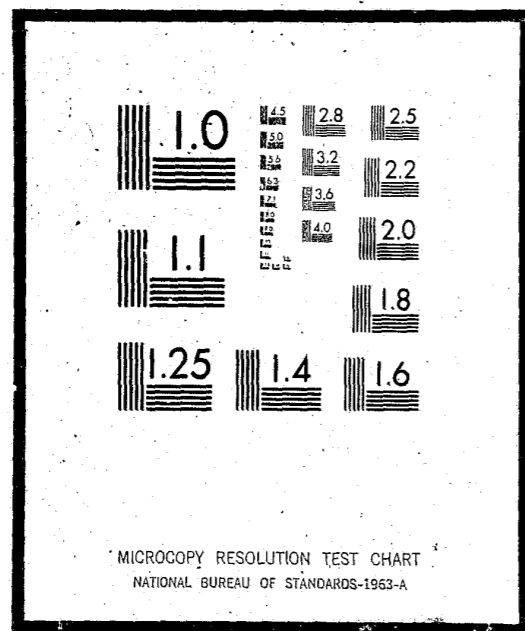 1.0
4.5 2.8 2.5
5.0
5.6 3.2 2.2
6.3
3.6
4.0 2.0
1.1
1.8
1.25 1.4 1.6
MICROCOPY RESOLUTION TEST CHART
NATIONAL BUREAU OF STANDARDS-1963-A